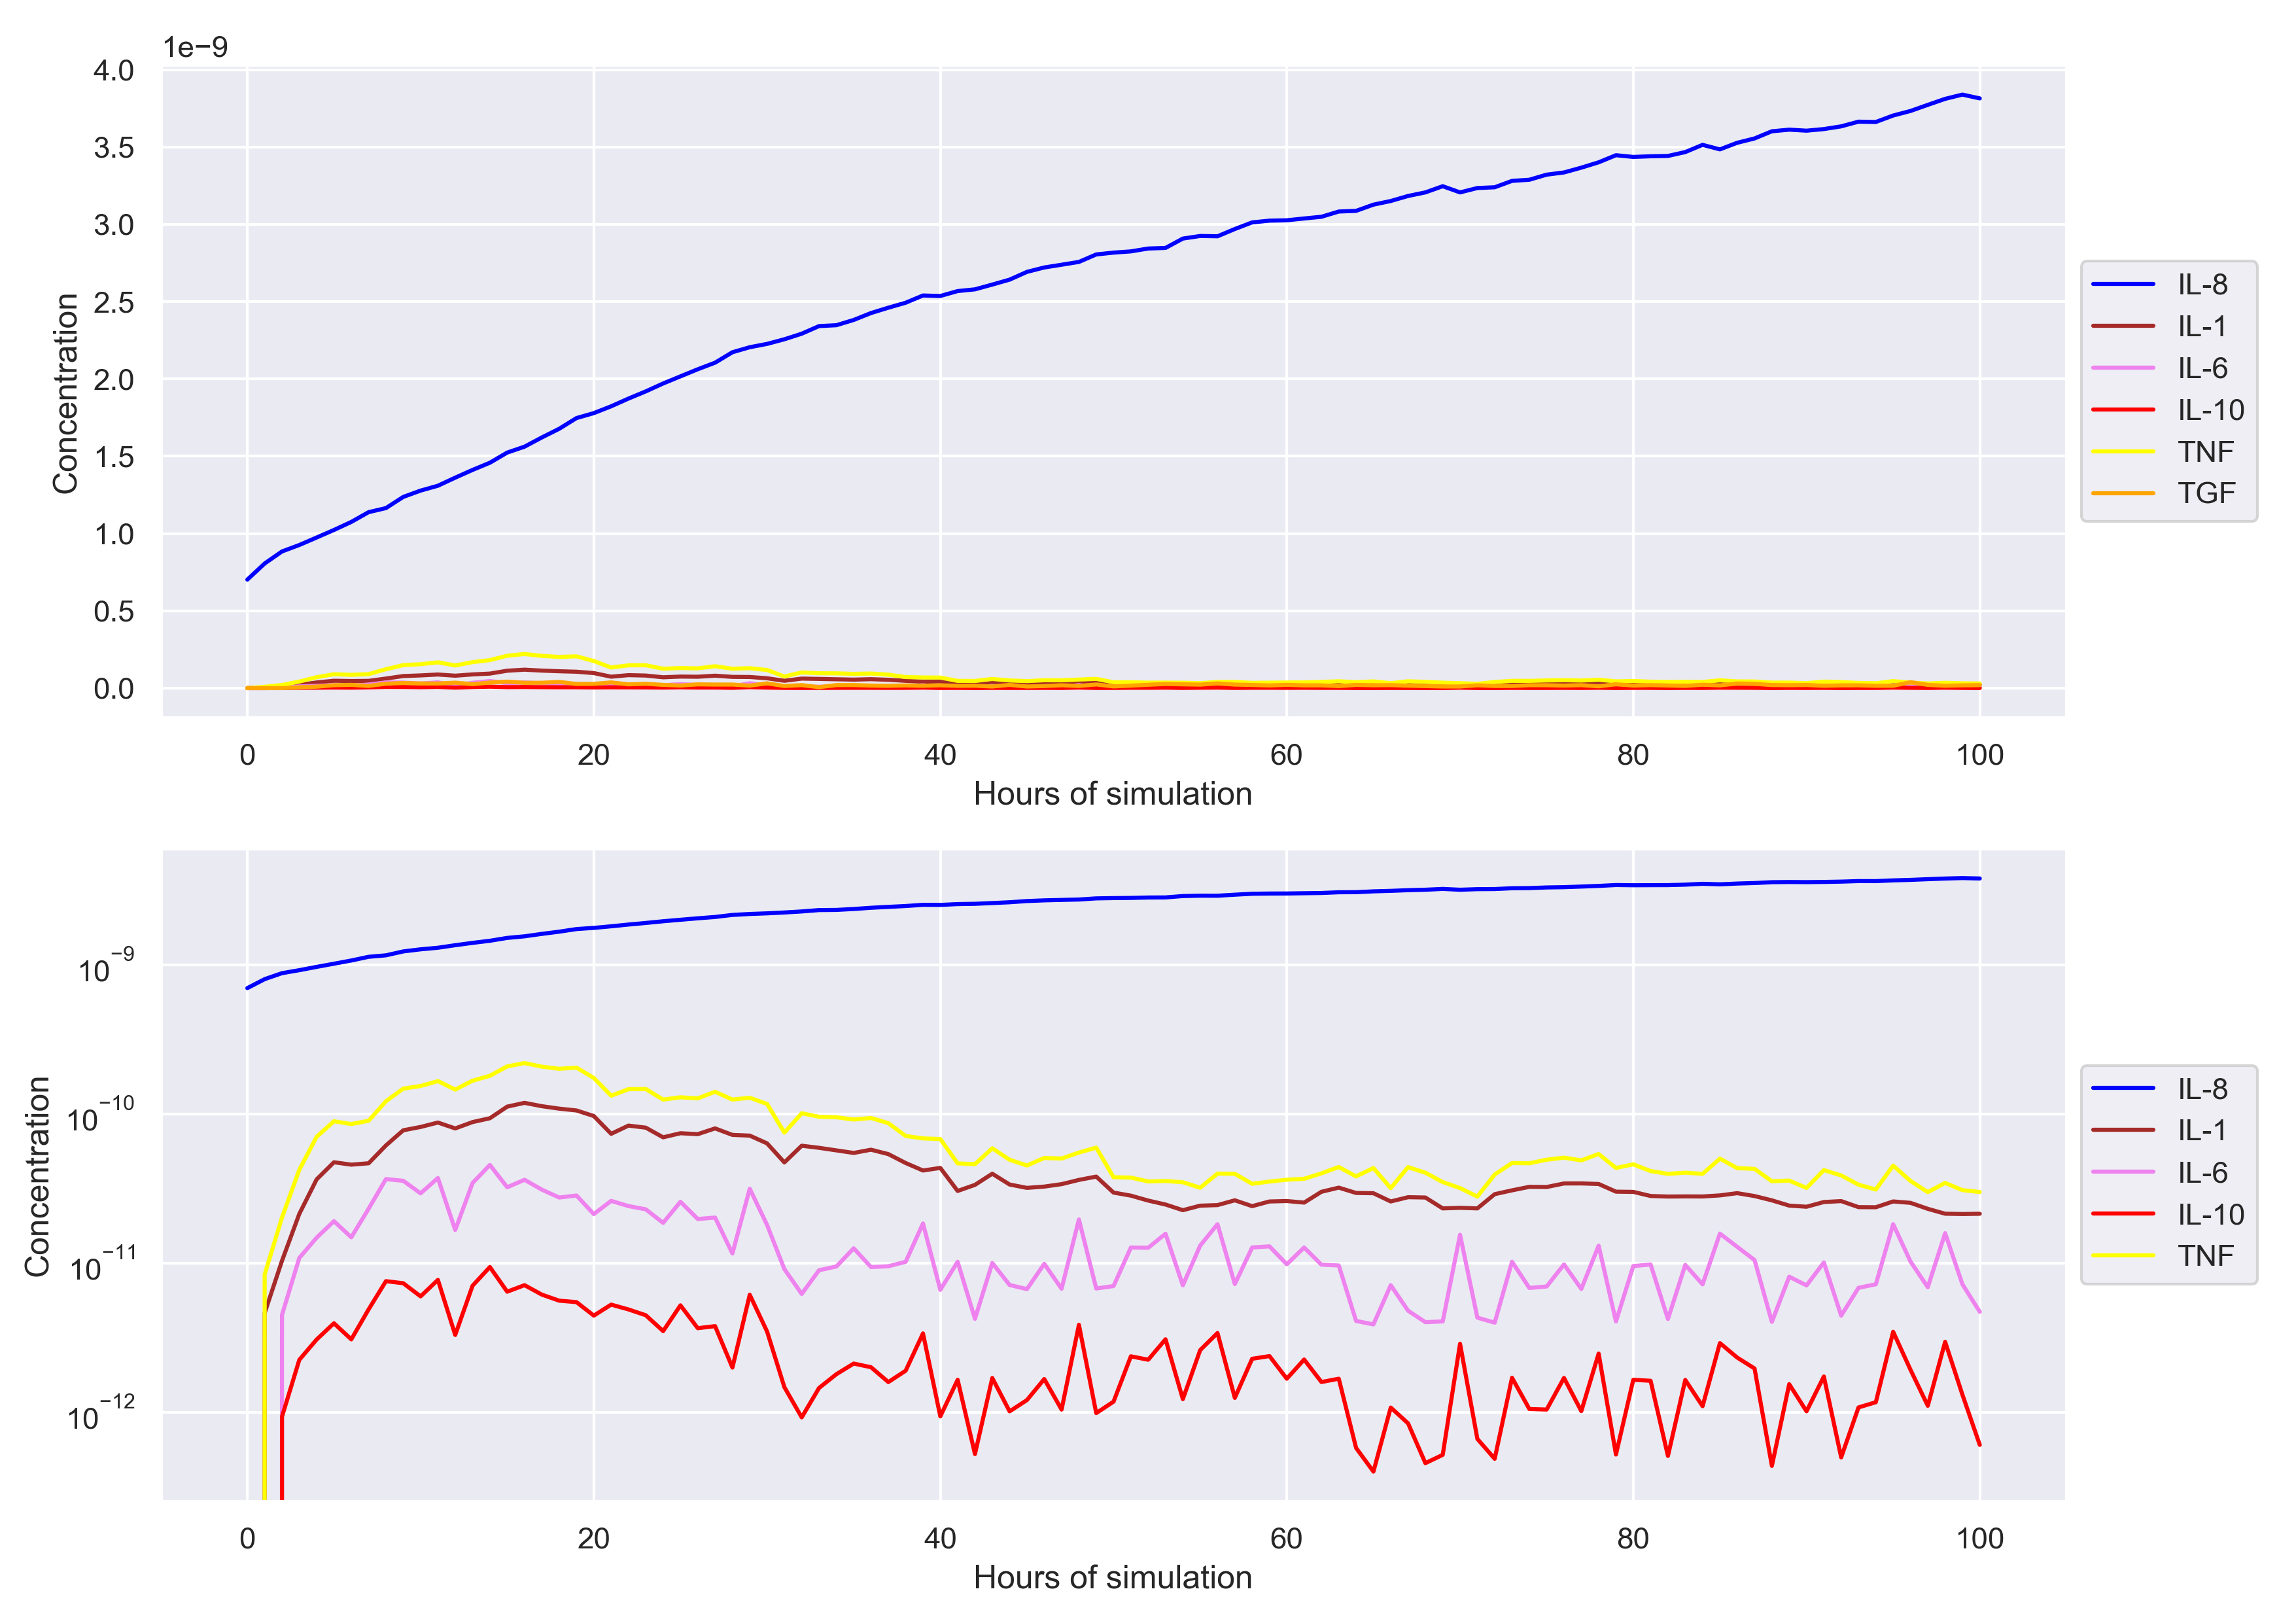 1e−9
4.0
3.5
3.0
2.5
2.0
1.5
1.0
0.5
0.0
Concentration
0 20 40 60 80 100
Hours of simulation
IL-8
IL-1
IL-6
IL-10
TNF
TGF
10⁻⁹
10⁻¹⁰
10⁻¹¹
10⁻¹²
Concentration
0 20 40 60 80 100
Hours of simulation
IL-8
IL-1
IL-6
IL-10
TNF